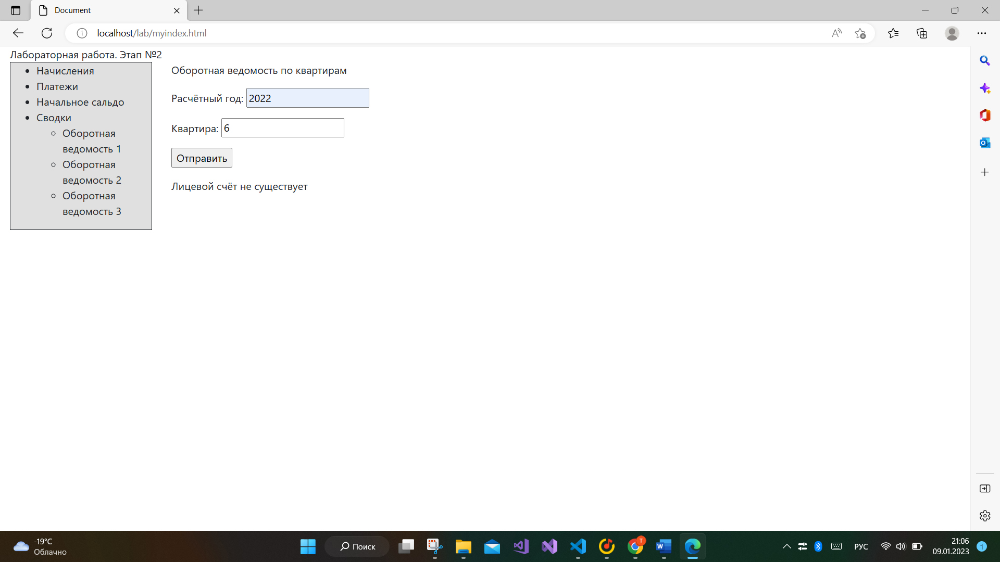 Document
localhost/lab/myindex.html
Лабораторная работа. Этап №2
Начисления
Платежи
Начальное сальдо
Сводки
Оборотная
ведомость 1
Оборотная
ведомость 2
Оборотная
ведомость 3
Оборотная ведомость по квартирам
Расчётный год: 2022
Квартира: 6
Отправить
Лицевой счёт не существует
-19°C
Облачно
Поиск
T
РУС
21:06
09.01.2023
1